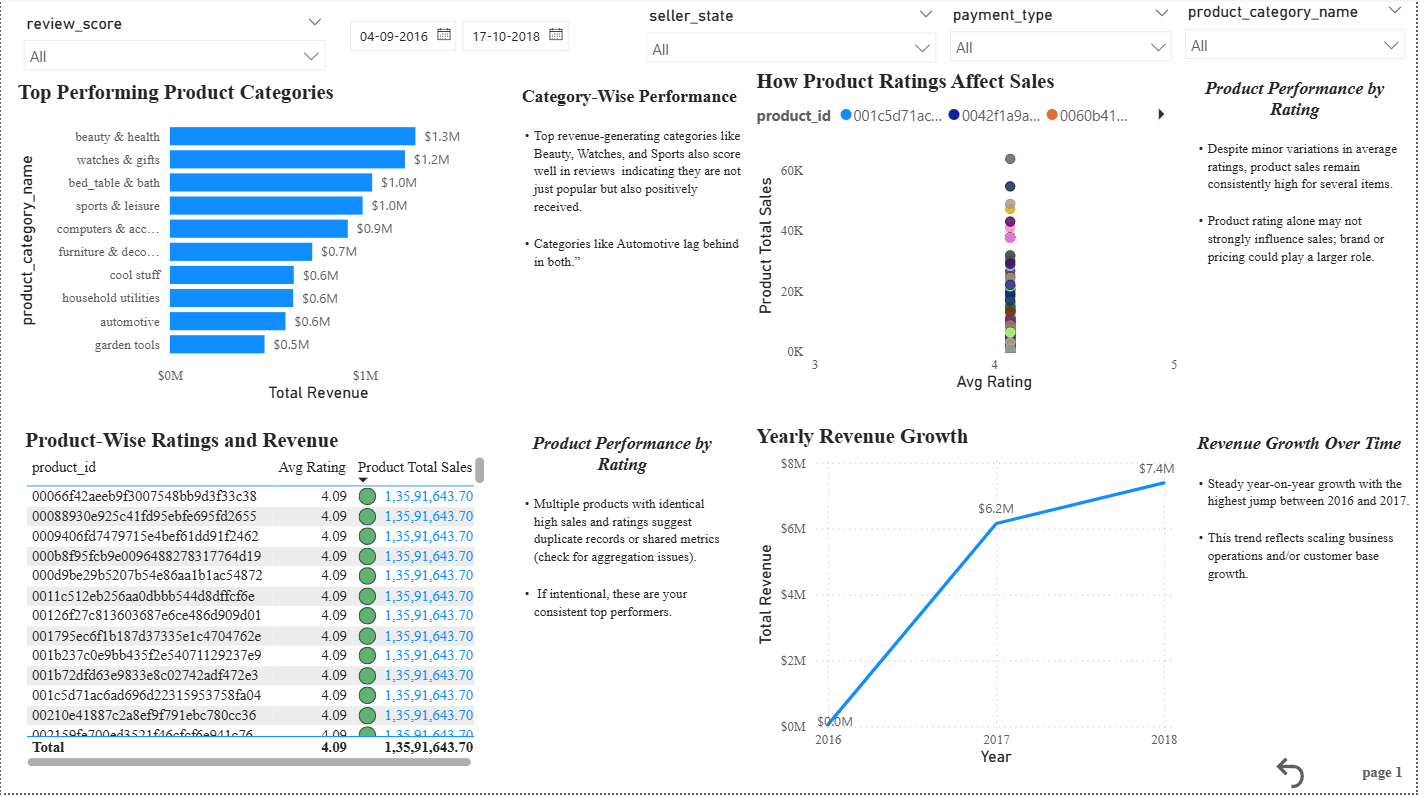 review_score
All
04-09-2016
17-10-2018
seller_state
All
payment_type
All
product_category_name
All
Top Performing Product Categories
product_category_name
beauty & health
$1.3M
watches & gifts
$1.2M
bed_table & bath
$1.0M
sports & leisure
$1.0M
computers & acc...
$0.9M
furniture & deco...
$0.7M
cool stuff
$0.6M
household utilities
$0.6M
automotive
$0.6M
garden tools
$0.5M
$0M
$1M
Total Revenue
Category-Wise Performance
• Top revenue-generating categories like
Beauty, Watches, and Sports also score
well in reviews indicating they are not
just popular but also positively
received.
• Categories like Automotive lag behind
in both.”
How Product Ratings Affect Sales
product_id
001c5d71ac...
0042f1a9a...
0060b41...
Product Total Sales
60K
40K
20K
0K
3
4
5
Avg Rating
Product Performance by
Rating
• Despite minor variations in average
ratings, product sales remain
consistently high for several items.
• Product rating alone may not
strongly influence sales; brand or
pricing could play a larger role.
Product-Wise Ratings and Revenue
product_id Avg Rating Product Total Sales
00066f42aeeb9f3007548bb9d3f33c38 4.09 1,35,91,643.70
00088930e925c41fd95ebfe695fd2655 4.09 1,35,91,643.70
0009406fd7479715e4bef61dd91f2462 4.09 1,35,91,643.70
000b8f95fcb9e0096488278317764d19 4.09 1,35,91,643.70
000d9be29b5207b54e86aa1b1ac54872 4.09 1,35,91,643.70
0011c512eb256aa0dbbb544d8dffcf6e 4.09 1,35,91,643.70
00126f27c813603687e6ce486d909d01 4.09 1,35,91,643.70
001795ec6f1b187d37335e1c4704762e 4.09 1,35,91,643.70
001b237c0e9bb435f2e54071129237e9 4.09 1,35,91,643.70
001b72dfd63e9833e8c02742adf472e3 4.09 1,35,91,643.70
001c5d71ac6ad696d22315953758fa04 4.09 1,35,91,643.70
00210e41887c2a8ef9f791ebc780cc36 4.09 1,35,91,643.70
002159fe700ed3521f46cfcf6e941c76 4.09 1,35,91,643.70
Total 4.09 1,35,91,643.70
Product Performance by
Rating
• Multiple products with identical
high sales and ratings suggest
duplicate records or shared metrics
(check for aggregation issues).
• If intentional, these are your
consistent top performers.
Yearly Revenue Growth
Total Revenue
$8M
$6M
$4M
$2M
$0M
$0.0M
$6.2M
$7.4M
2016
2017
2018
Year
Revenue Growth Over Time
• Steady year-on-year growth with the
highest jump between 2016 and 2017.
• This trend reflects scaling business
operations and/or customer base
growth.
page 1